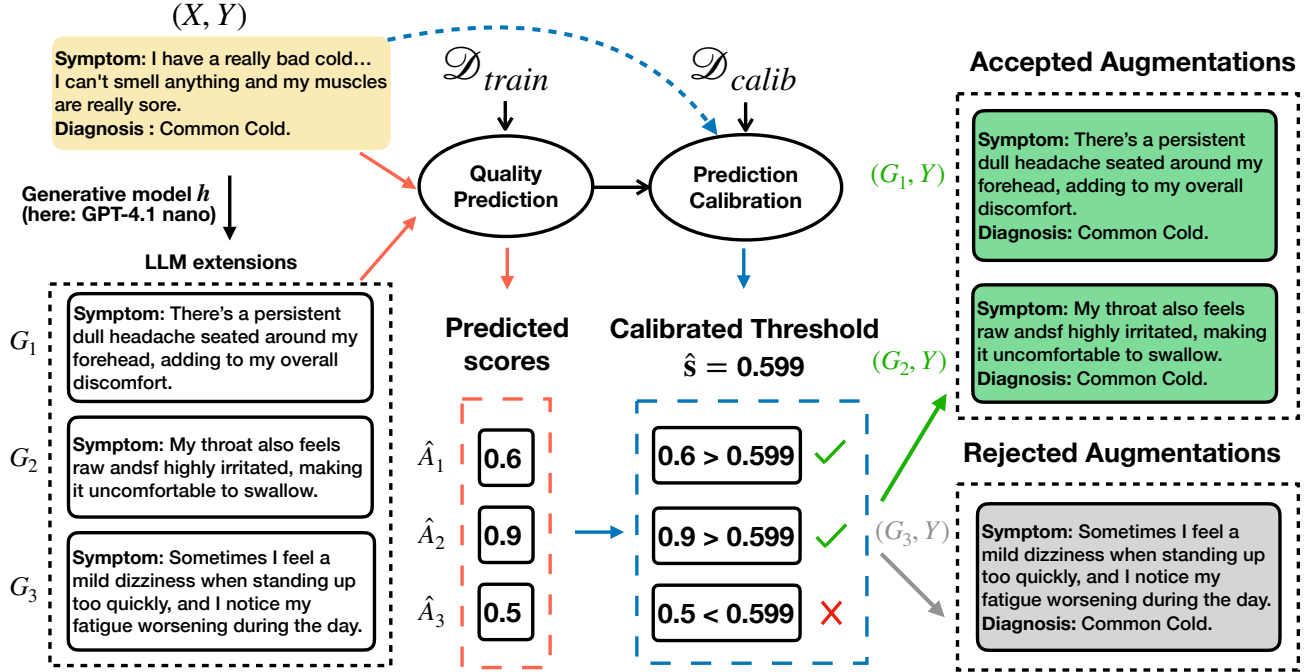 (X, Y)
Symptom: I have a really bad cold…
I can't smell anything and my muscles
are really sore.
Diagnosis : Common Cold.
Generative model h
(here: GPT-4.1 nano)
LLM extensions
G₁
Symptom: There's a persistent
dull headache seated around my
forehead, adding to my overall
discomfort.
G₂
Symptom: My throat also feels
raw andsf highly irritated, making
it uncomfortable to swallow.
G₃
Symptom: Sometimes I feel a
mild dizziness when standing up
too quickly, and I notice my
fatigue worsening during the day.
𝒟train
Quality
Prediction
Predicted
scores
Â₁
0.6
Â₂
0.9
Â₃
0.5
𝒟calib
Prediction
Calibration
Calibrated Threshold
ŝ = 0.599
0.6 > 0.599
0.9 > 0.599
0.5 < 0.599
Accepted Augmentations
(G₁, Y)
Symptom: There's a persistent
dull headache seated around my
forehead, adding to my overall
discomfort.
Diagnosis: Common Cold.
(G₂, Y)
Symptom: My throat also feels
raw andsf highly irritated, making
it uncomfortable to swallow.
Diagnosis: Common Cold.
Rejected Augmentations
(G₃, Y)
Symptom: Sometimes I feel a
mild dizziness when standing up
too quickly, and I notice my
fatigue worsening during the day.
Diagnosis: Common Cold.